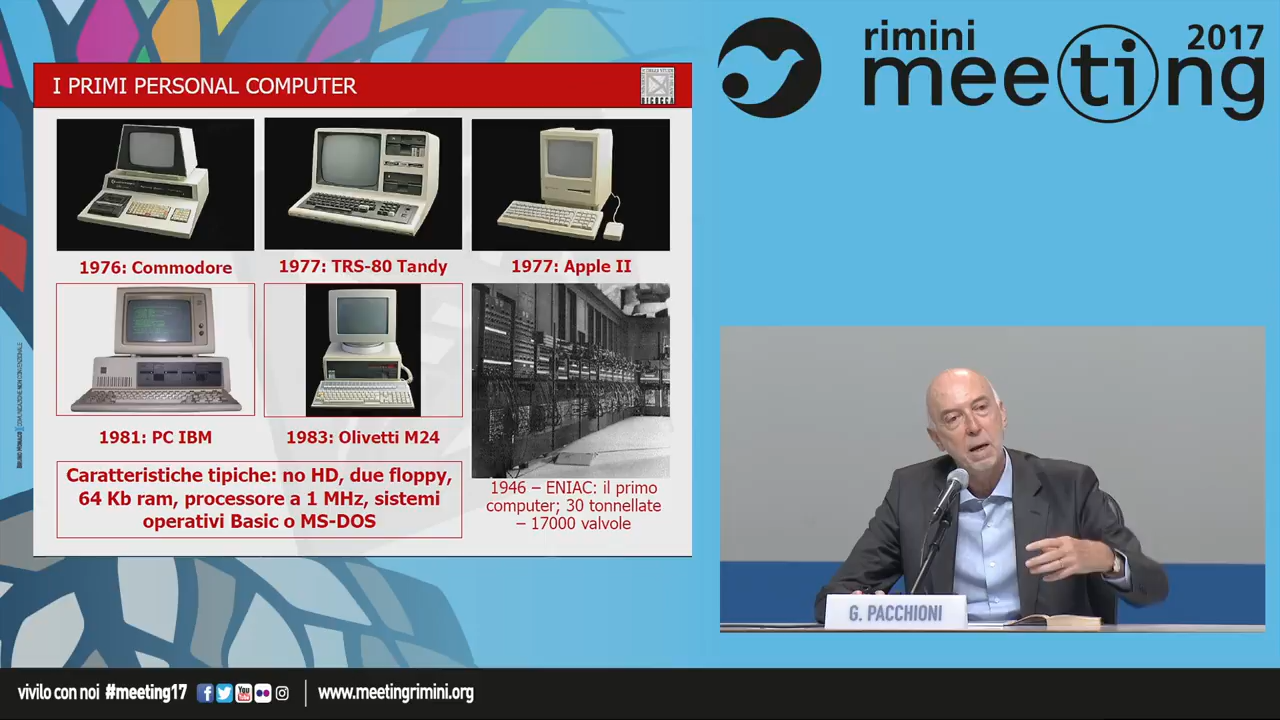 I PRIMI PERSONAL COMPUTER
BICOCCA
1976: Commodore
1977: TRS-80 Tandy
1977: Apple II
1981: PC IBM
1983: Olivetti M24
Caratteristiche tipiche: no HD, due floppy,
64 Kb ram, processore a 1 MHz, sistemi
operativi Basic o MS-DOS
1946 – ENIAC: il primo
computer; 30 tonnellate
– 17000 valvole
rimini 2017
meeting
G. PACCHIONI
vivilo con noi #meeting17
www.meetingrimini.org